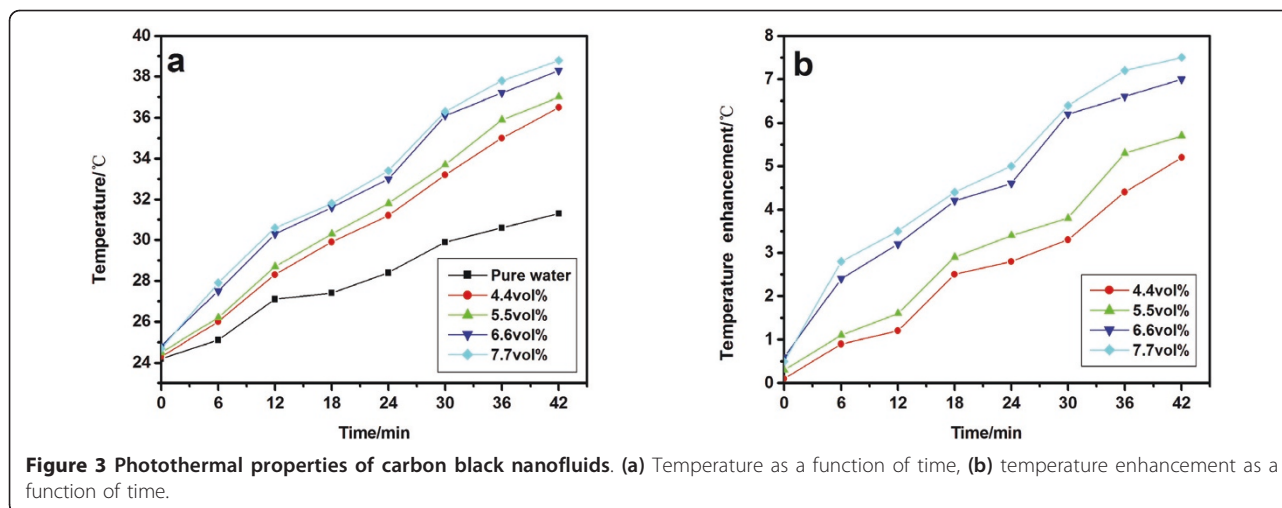 a
40
38
36
34
32
30
28
26
24
Temperature/℃
0 6 12 18 24 30 36 42
Time/min
Pure water
4.4vol%
5.5vol%
6.6vol%
7.7vol%
b
8
7
6
5
4
3
2
1
0
Temperature enhancement/℃
0 6 12 18 24 30 36 42
Time/min
4.4vol%
5.5vol%
6.6vol%
7.7vol%
Figure 3 Photothermal properties of carbon black nanofluids. (a) Temperature as a function of time, (b) temperature enhancement as a
function of time.